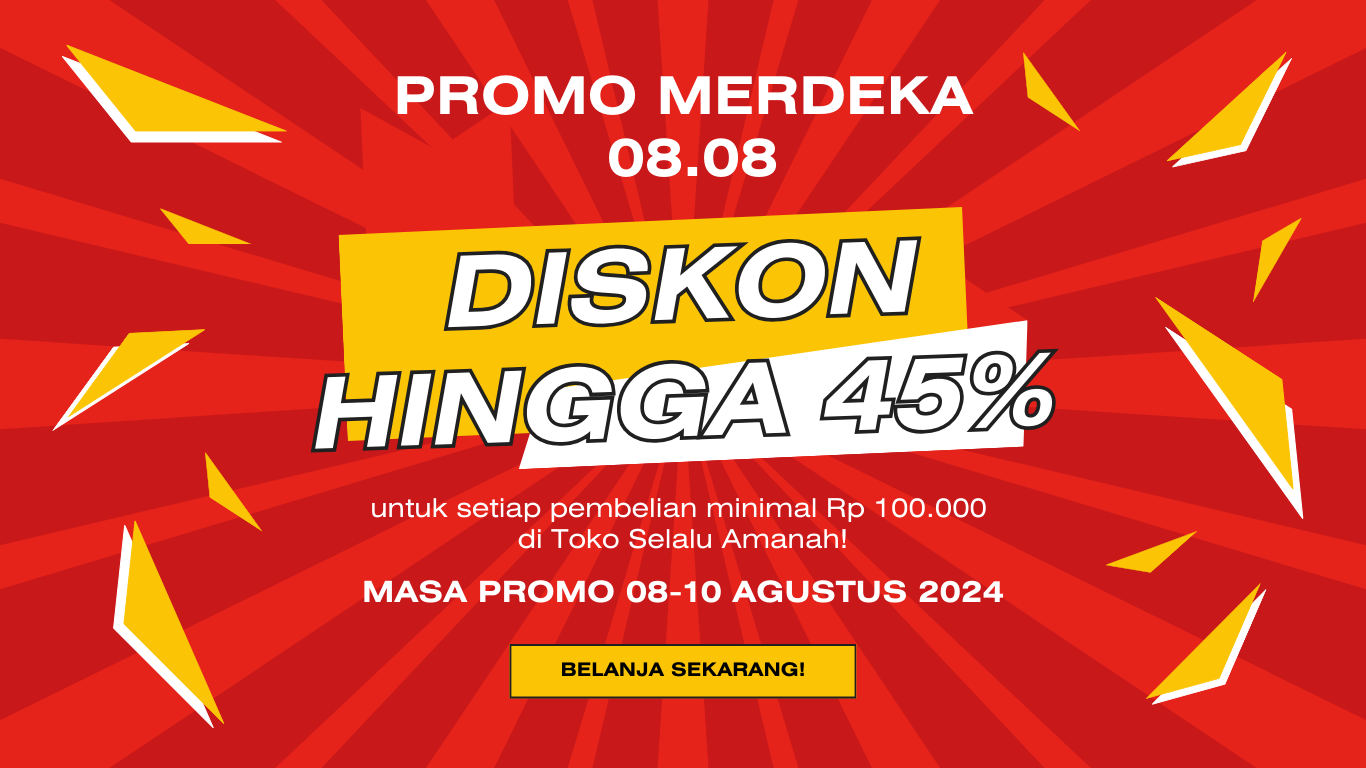 PROMO MERDEKA
08.08
DISKON
HINGGA 45%
untuk setiap pembelian minimal Rp 100.000
di Toko Selalu Amanah!
MASA PROMO 08-10 AGUSTUS 2024
BELANJA SEKARANG!